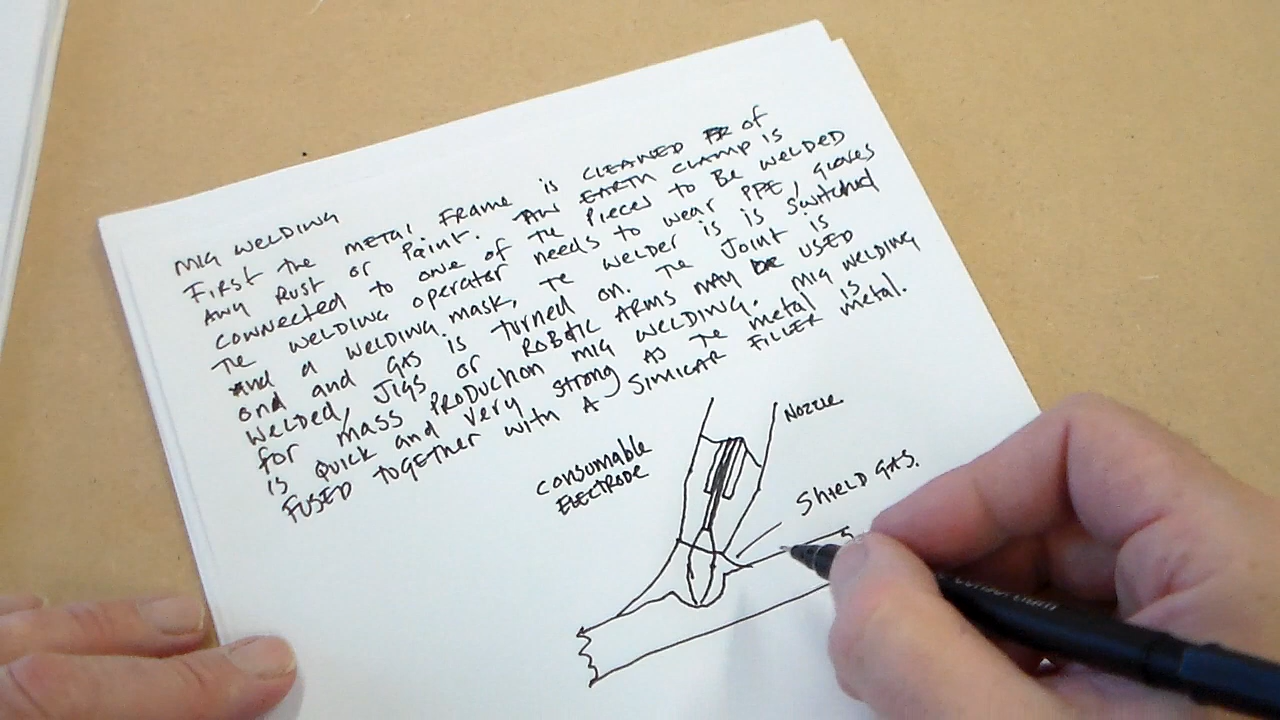 MIG WELDING
FIRST THE METAL FRAME is CLEANED of
ANY RUST or Paint. AN EARTH CLAMP IS
CONNECTED to one of THE PIECES to BE WELDED
THE WELDING operator needs to wear PPE, gloves
And a WELDING mask, THE WELDER is is switched
ond and GAS is turned on. THE Joint is
WELDED, JIGS or ROBOTIC ARMS MAY BE USED
for MASS PRODUCtion MIG WELDING. MIG WELDING
is QUICK and very strong AS THE metal is
FUSED TOGETHER with A SIMILAR FILLER metal.
Nozzle
Consumable
ELECTRODE
Shield GAS.